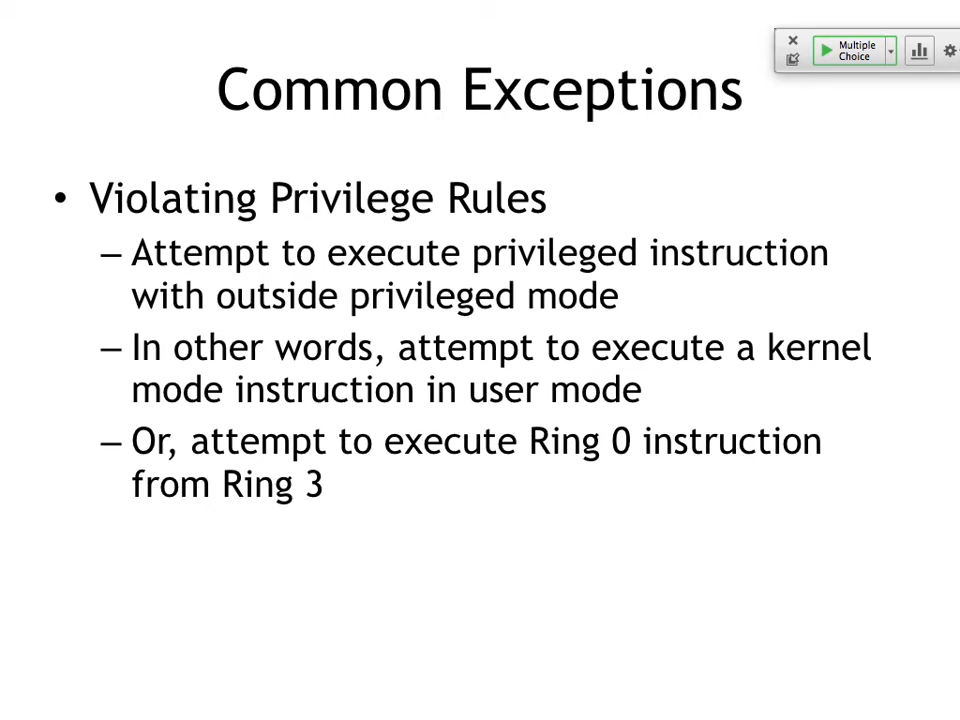 Multiple
Choice
Common Exceptions
• Violating Privilege Rules
– Attempt to execute privileged instruction
with outside privileged mode
– In other words, attempt to execute a kernel
mode instruction in user mode
– Or, attempt to execute Ring 0 instruction
from Ring 3